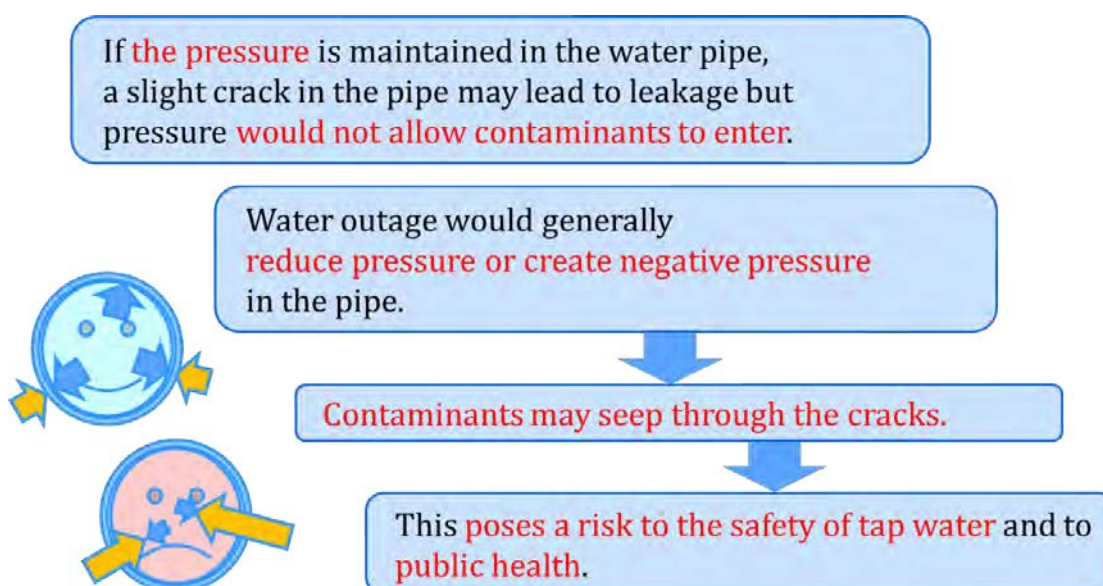 If the pressure is maintained in the water pipe,
a slight crack in the pipe may lead to leakage but
pressure would not allow contaminants to enter.
Water outage would generally
reduce pressure or create negative pressure
in the pipe.
Contaminants may seep through the cracks.
This poses a risk to the safety of tap water and to
public health.